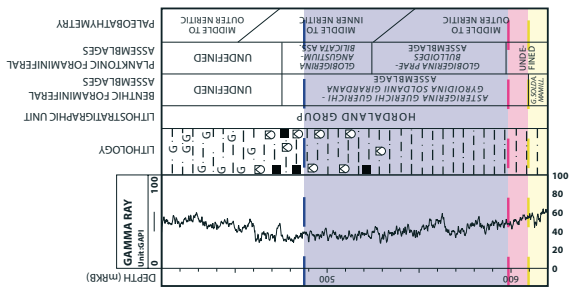 PALEOBATHYMETRY
OUTER NERITIC
MIDDLE TO
INNER NERITIC
MIDDLE TO
OUTER NERITIC
MIDDLE TO
PLANKTONIC FORAMINIFERAL
ASSEMBLAGES
UNDEFINED
GLOBIGERINA
ANGUSTIUM-
BILICATA ASS.
GLOBIGERINA PRAE-
BULLOIDES
ASSEMBLAGE
UNDE-
FINED
BENTHIC FORAMINIFERAL
ASSEMBLAGES
UNDEFINED
ASTERIGERINA GUERICHI GUERICHI -
GYROIDINA SOLDANII GIRARDANA
ASSEMBLAGE
G. SOLDA.
MAMILL.
LITHOSTRATIGRAPHIC UNIT
HORDALAND GROUP
LITHOLOGY
G G G G G G G G G
GAMMA RAY
Unit:GAPI
0
100
100
80
60
40
20
0
DEPTH (mRKB)
500
600